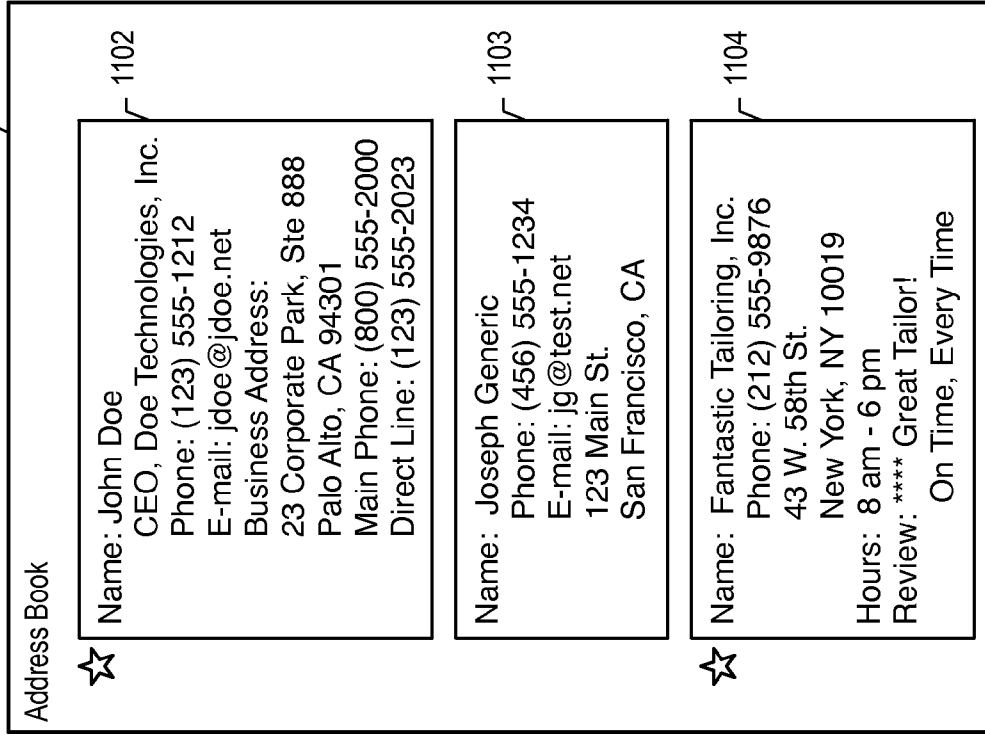 Address Book
Name: John Doe
CEO, Doe Technologies, Inc.
Phone: (123) 555-1212
E-mail: jdoe@jdoe.net
Business Address:
23 Corporate Park, Ste 888
Palo Alto, CA 94301
Main Phone: (800) 555-2000
Direct Line: (123) 555-2023
1102
Name: Joseph Generic
Phone: (456) 555-1234
E-mail: jg@test.net
123 Main St.
San Francisco, CA
1103
Name: Fantastic Tailoring, Inc.
Phone: (212) 555-9876
43 W. 58th St.
New York, NY 10019
Hours: 8 am - 6 pm
Review: **** Great Tailor!
On Time, Every Time
1104